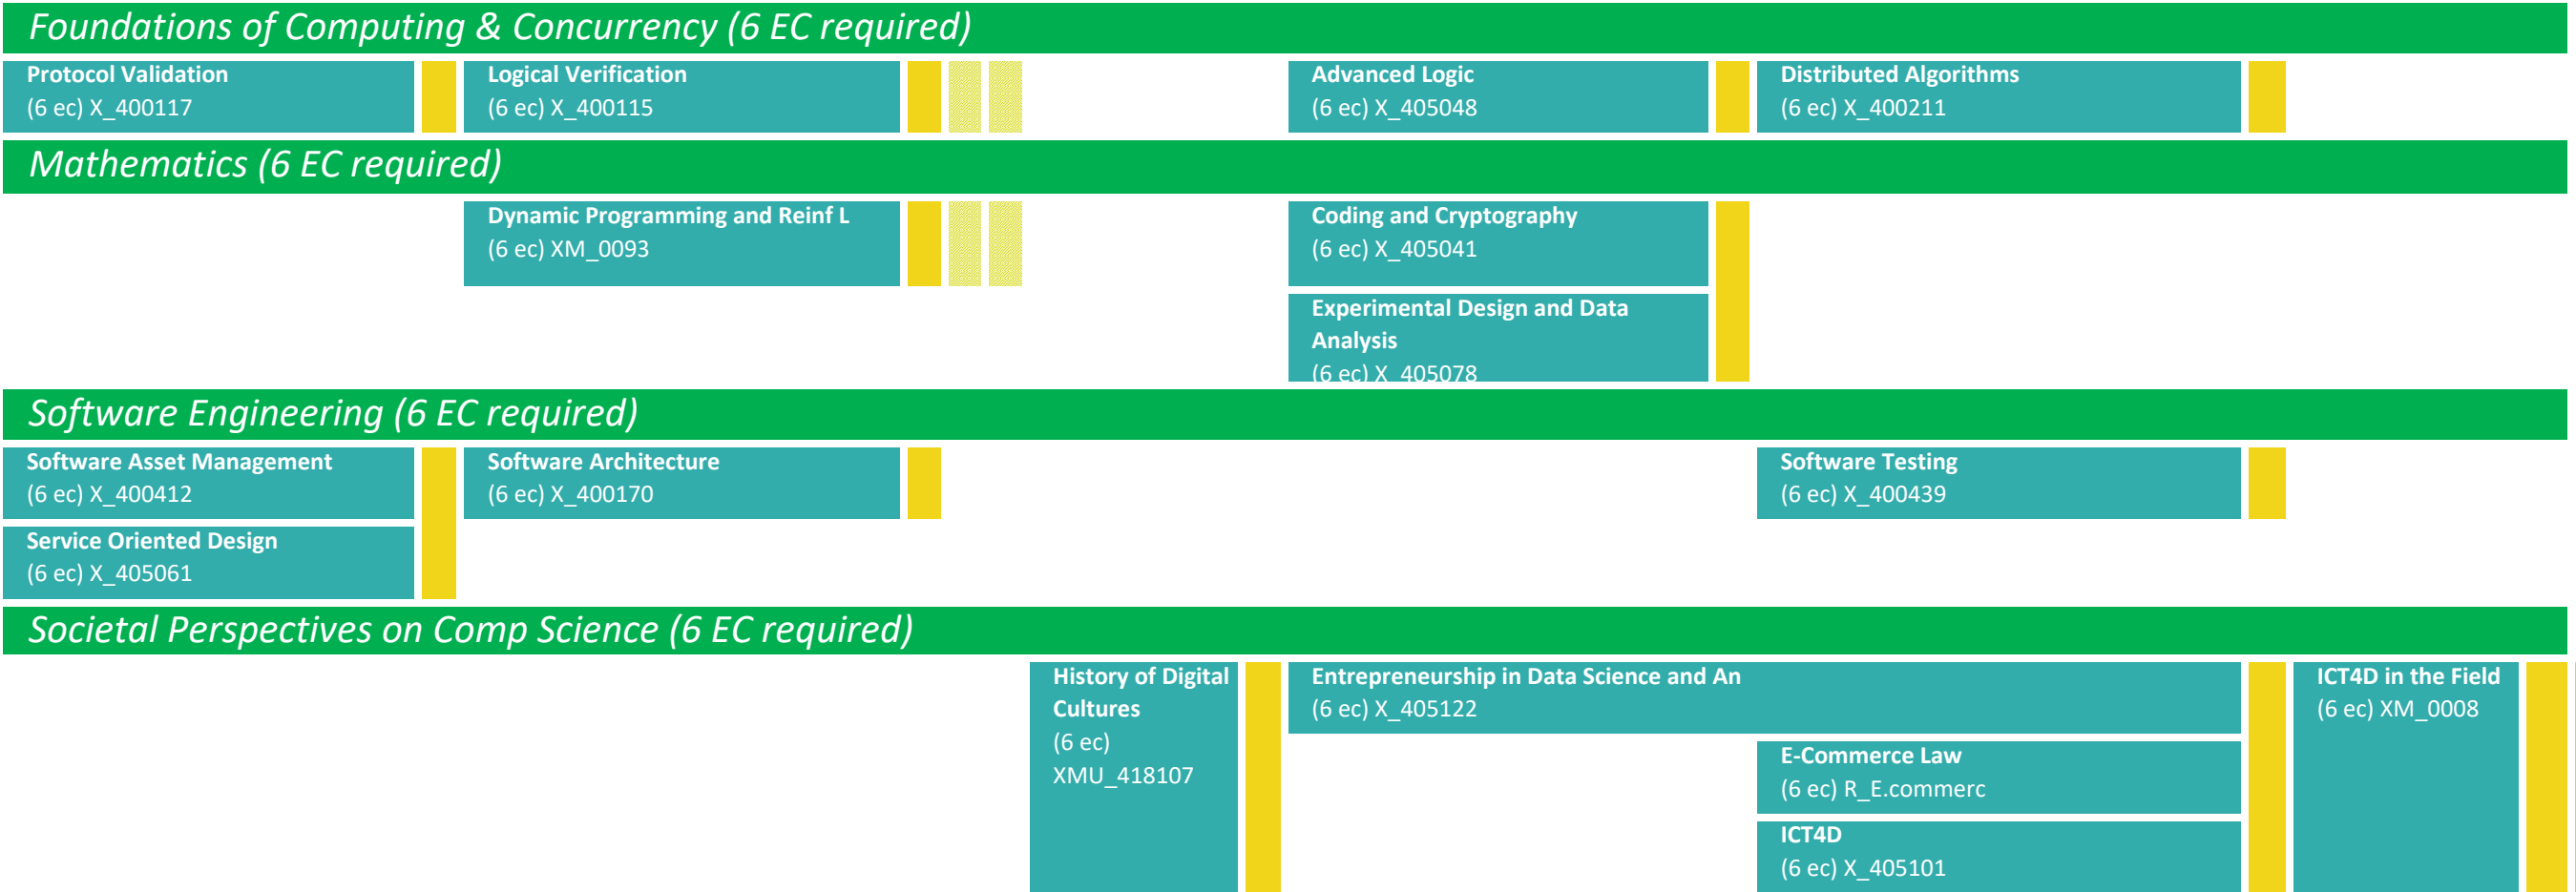 Foundations of Computing & Concurrency (6 EC required)
Protocol Validation
(6 ec) X_400117
Logical Verification
(6 ec) X_400115
Advanced Logic
(6 ec) X_405048
Distributed Algorithms
(6 ec) X_400211
Mathematics (6 EC required)
Dynamic Programming and Reinf L
(6 ec) XM_0093
Coding and Cryptography
(6 ec) X_405041
Experimental Design and Data
Analysis
(6 ec) X_405078
Software Engineering (6 EC required)
Software Asset Management
(6 ec) X_400412
Software Architecture
(6 ec) X_400170
Software Testing
(6 ec) X_400439
Service Oriented Design
(6 ec) X_405061
Societal Perspectives on Comp Science (6 EC required)
History of Digital
Cultures
(6 ec)
XMU_418107
Entrepreneurship in Data Science and An
(6 ec) X_405122
ICT4D in the Field
(6 ec) XM_0008
E-Commerce Law
(6 ec) R_E.commerc
ICT4D
(6 ec) X_405101